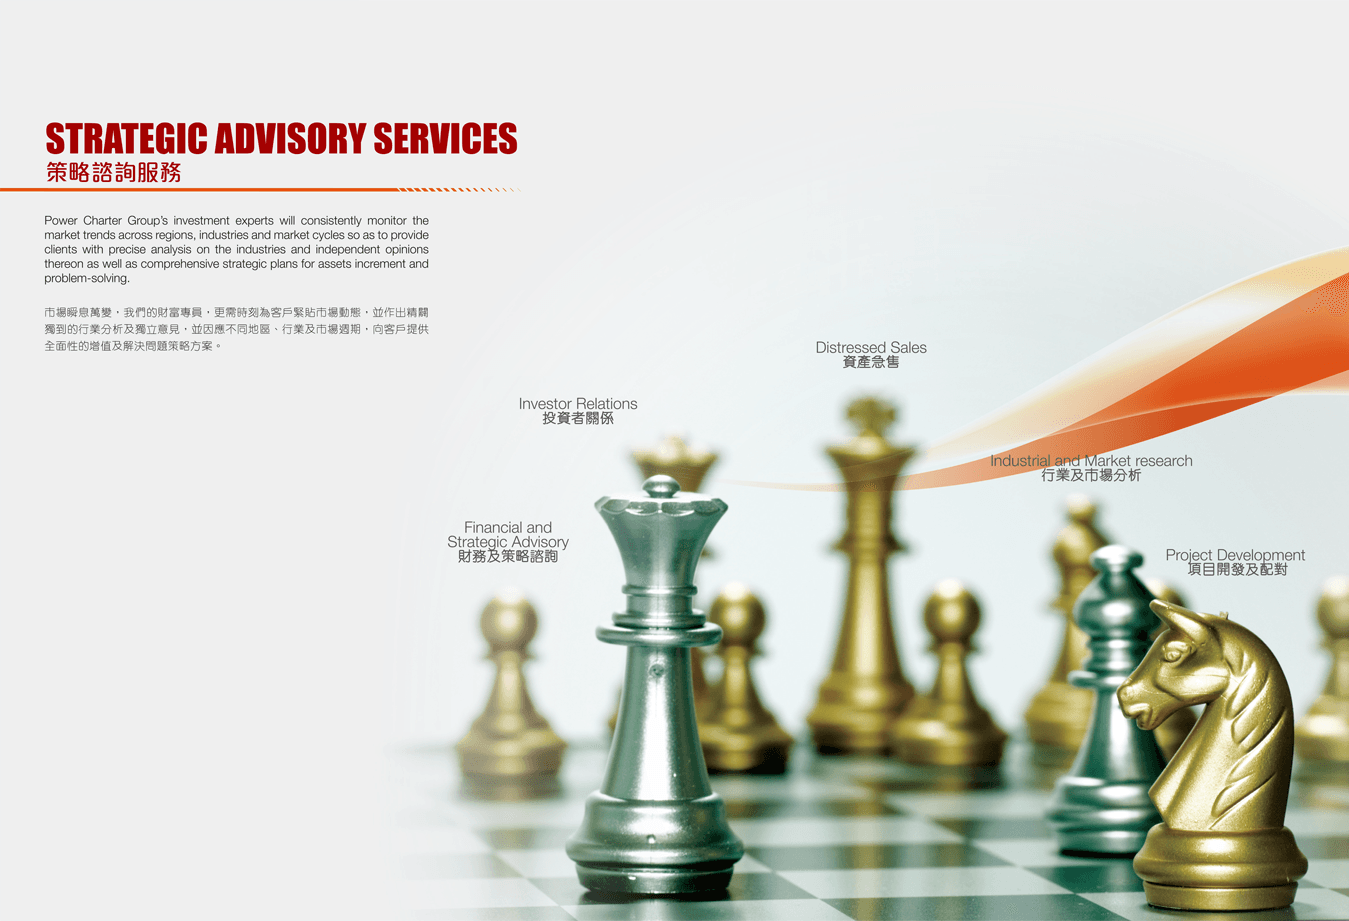 STRATEGIC ADVISORY SERVICES
策略諮詢服務
Power Charter Group's investment experts will consistently monitor the
market trends across regions, industries and market cycles so as to provide
clients with precise analysis on the industries and independent opinions
thereon as well as comprehensive strategic plans for assets increment and
problem-solving.
市場瞬息萬變，我們的財富專員，更需時刻為客戶緊貼市場動態，並作出精闢
獨到的行業分析及獨立意見，並因應不同地區、行業及市場週期，向客戶提供
全面性的增值及解決問題策略方案。
Distressed Sales
資產急售
Investor Relations
投資者關係
Industrial and Market research
行業及市場分析
Financial and
Strategic Advisory
財務及策略諮詢
Project Development
項目開發及配對